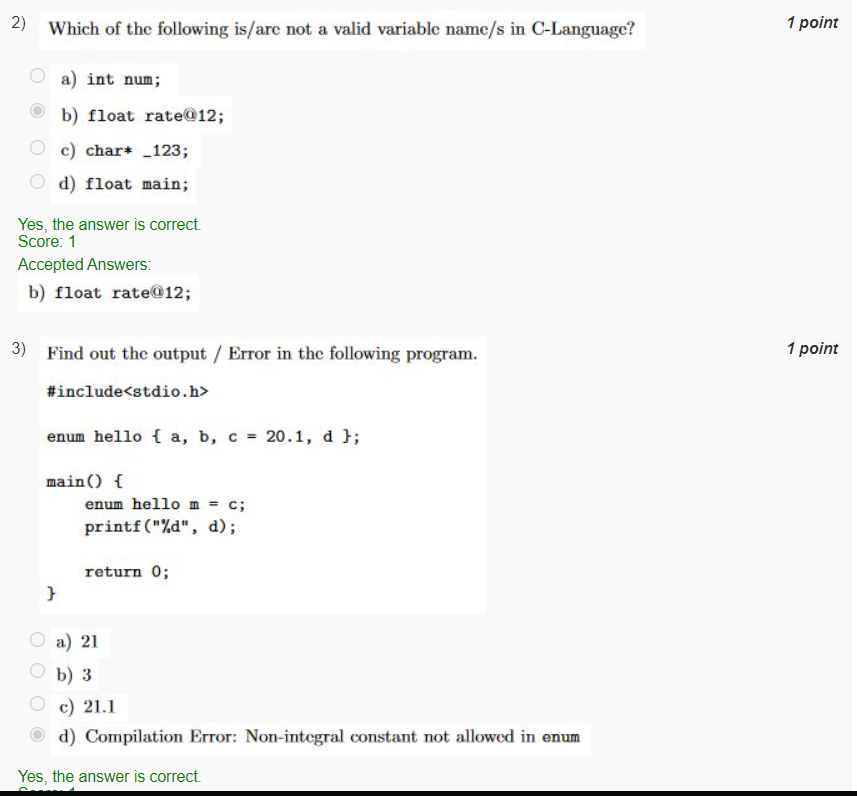 2) Which of the following is/are not a valid variable name/s in C-Language? 1 point
a) int num;
b) float rate@12;
c) char* _123;
d) float main;
Yes, the answer is correct.
Score: 1
Accepted Answers:
b) float rate@12;
3) Find out the output / Error in the following program. 1 point
#include<stdio.h>
enum hello { a, b, c = 20.1, d };
main() {
enum hello m = c;
printf("%d", d);
return 0;
}
a) 21
b) 3
c) 21.1
d) Compilation Error: Non-integral constant not allowed in enum
Yes, the answer is correct.